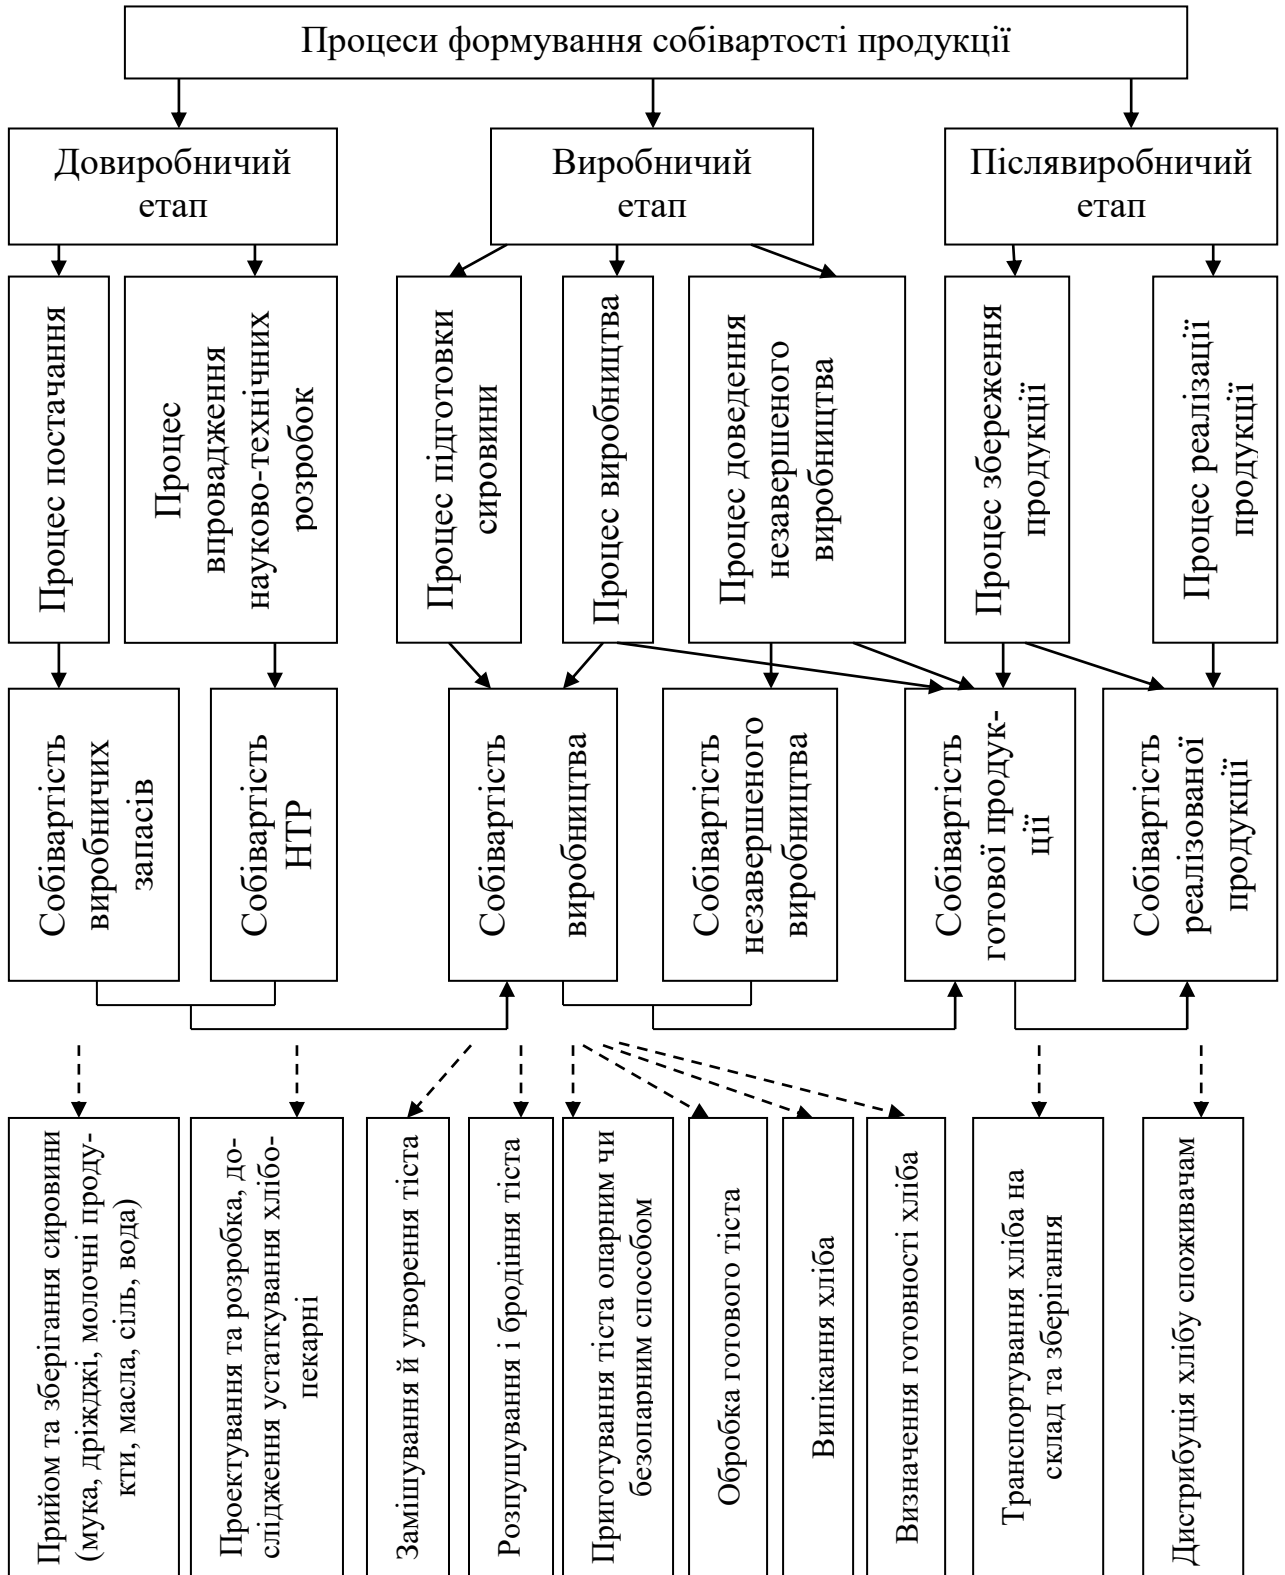 Процеси формування собівартості продукції
Довиробничий
етап
Виробничий
етап
Післявиробничий
етап
Процес постачання
Процес
впровадження
науково-технічних
розробок
Процес підготовки
сировини
Процес виробництва
Процес доведення
незавершеного
виробництва
Процес збереження
продукції
Процес реалізації
продукції
Собівартість
виробничих
запасів
Собівартість
НТР
Собівартість
виробництва
Собівартість
незавершеного
виробництва
Собівартість
готової продук-
ції
Собівартість
реалізованої
продукції
Прийом та зберігання сировини
(мука, дріжджі, молочні проду-
кти, масла, сіль, вода)
Проектування та розробка, до-
слідження устаткування хлібо-
пекарні
Замішування й утворення тіста
Розпушування і бродіння тіста
Приготування тіста опарним чи
безопарним способом
Обробка готового тіста
Випікання хліба
Визначення готовності хліба
Транспортування хліба на
склад та зберігання
Дистрибуція хлібу споживачам